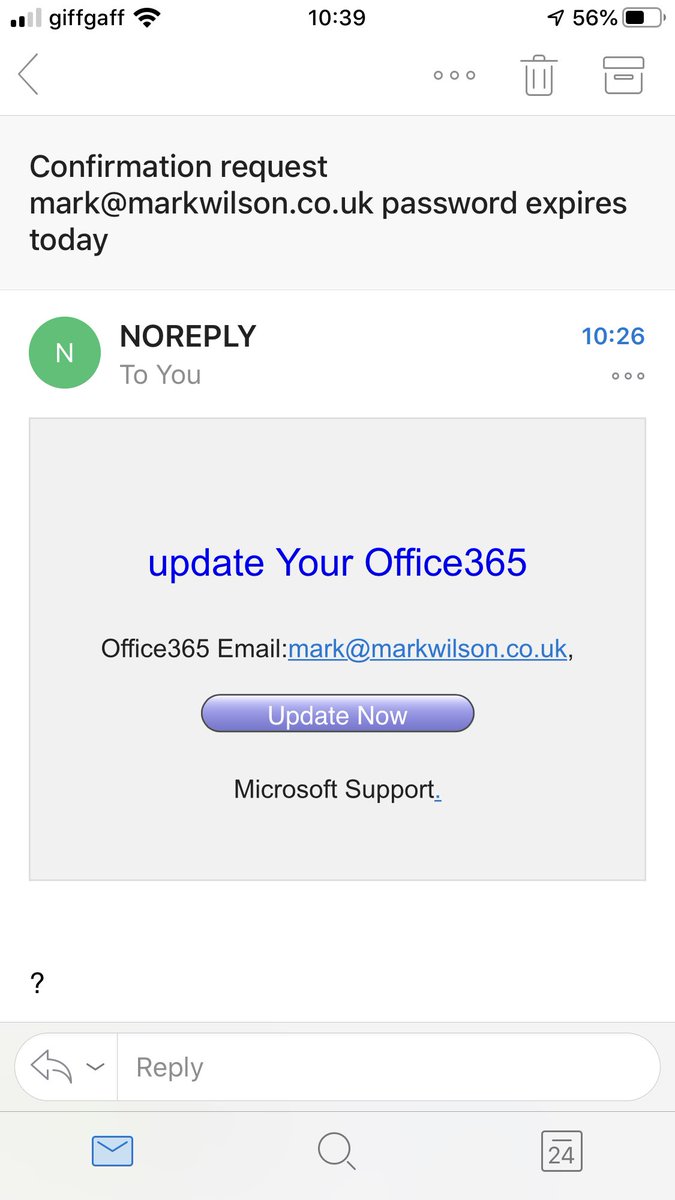 giffgaff 10:39 56%
Confirmation request
mark@markwilson.co.uk password expires
today
N
NOREPLY 10:26
To You
update Your Office365
Office365 Email:mark@markwilson.co.uk,
Update Now
Microsoft Support.
?
Reply
24